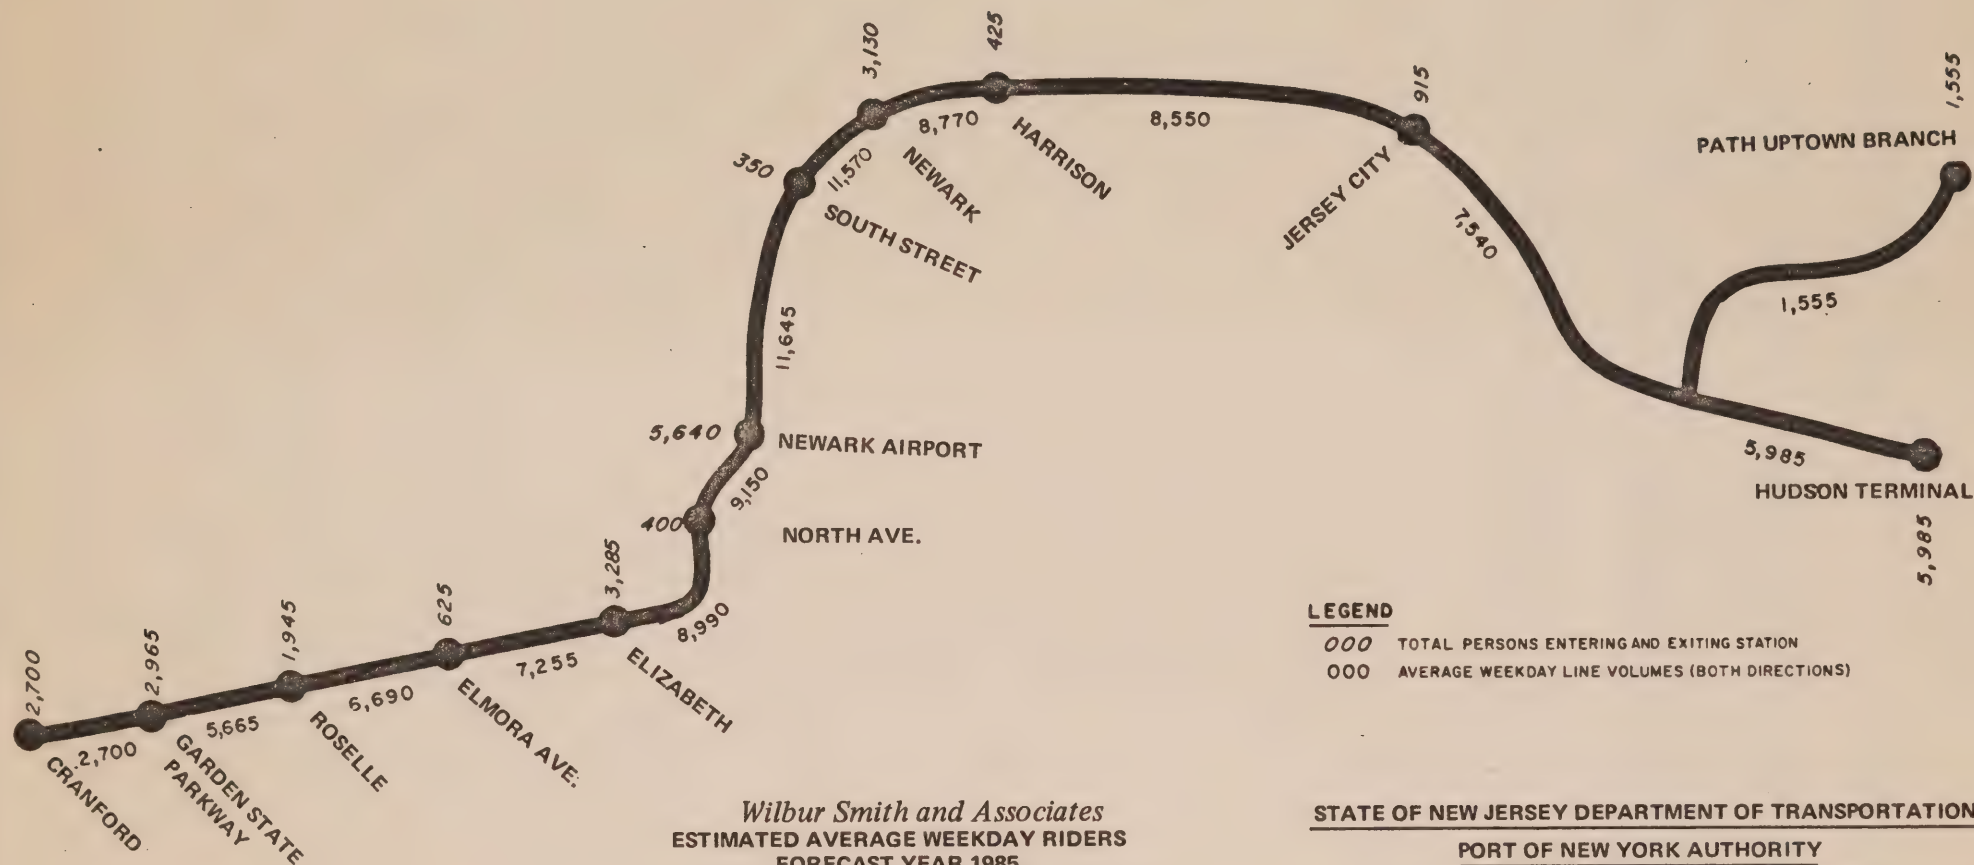 2,700
CRANFORD
2,700
2,965
GARDEN STATE
PARKWAY
5,665
1,945
ROSELLE
6,690
625
ELMORA AVE.
7,255
3,285
ELIZABETH
8,990
400
NORTH AVE.
9,150
5,640
NEWARK AIRPORT
11,645
350
SOUTH STREET
11,570
3,130
NEWARK
8,770
425
HARRISON
8,550
915
JERSEY CITY
7,540
1,555
PATH UPTOWN BRANCH
1,555
5,985
HUDSON TERMINAL
5,985
LEGEND
000 TOTAL PERSONS ENTERING AND EXITING STATION
000 AVERAGE WEEKDAY LINE VOLUMES (BOTH DIRECTIONS)
Wilbur Smith and Associates
ESTIMATED AVERAGE WEEKDAY RIDERS
FORECAST YEAR 1985
STATE OF NEW JERSEY DEPARTMENT OF TRANSPORTATION
PORT OF NEW YORK AUTHORITY